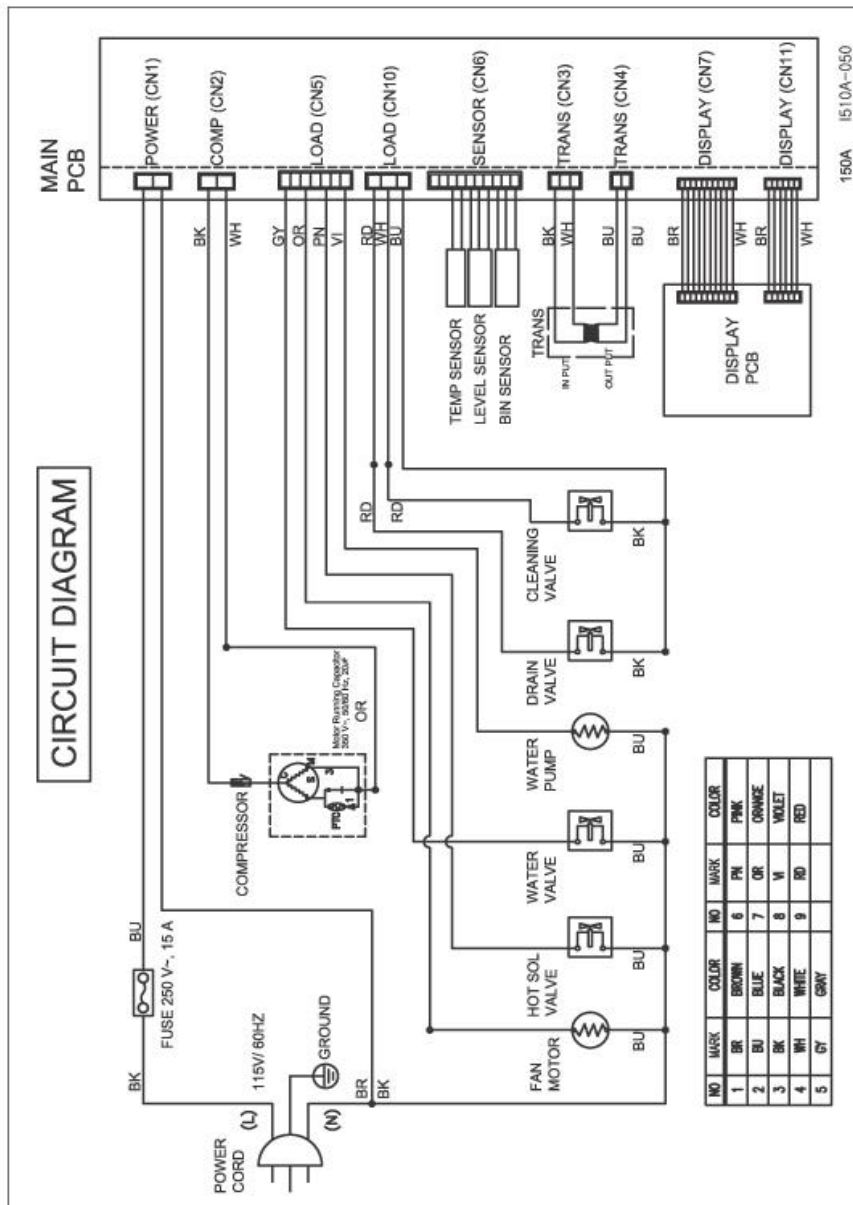 CIRCUIT DIAGRAM
MAIN
PCB
POWER (CN1)
COMP (CN2)
LOAD (CN5)
LOAD (CN10)
SENSOR (CN6)
TRANS (CN3)
TRANS (CN4)
DISPLAY (CN7)
DISPLAY (CN11)
BK
WH
GY
OR
PN
VI
RD
WH
BU
BK
WH
BU
BU
BR
WH
BR
WH
TEMP SENSOR
LEVEL SENSOR
BIN SENSOR
TRANS
IN PUT
OUT PUT
DISPLAY
PCB
RD
RD
BU
FUSE 250 V~, 15 A
BK
115V/ 60HZ
GROUND
(L)
(N)
POWER
CORD
BR
BK
COMPRESSOR
C
S
M
3
1
PTC
Motor Running Capacitor
OR
FAN
MOTOR
BU
HOT SOL
VALVE
BU
WATER
VALVE
BU
WATER
PUMP
BU
DRAIN
VALVE
BK
CLEANING
VALVE
BK
NO MARK COLOR NO MARK COLOR
1 BR BROWN 6 PN PINK
2 BU BLUE 7 OR ORANGE
3 BK BLACK 8 VI VIOLET
4 WH WHITE 9 RD RED
5 GY GRAY
150A I510A-050